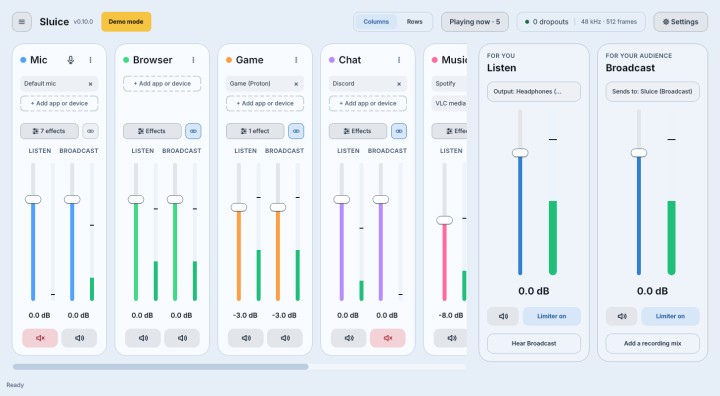 Sluice v0.10.0 Demo mode
Columns Rows Playing now · 5 0 dropouts 48 kHz · 512 frames Settings
Mic
Default mic ×
+ Add app or device
7 effects
LISTEN BROADCAST
0.0 dB 0.0 dB
Browser
+ Add app or device
Effects
LISTEN BROADCAST
0.0 dB 0.0 dB
Game
Game (Proton) ×
+ Add app or device
1 effect
LISTEN BROADCAST
-3.0 dB -3.0 dB
Chat
Discord ×
+ Add app or device
Effects
LISTEN BROADCAST
0.0 dB 0.0 dB
Music
Spotify
VLC media
Effec
LISTEN
-8.0 dB
FOR YOU
Listen
Output: Headphones (...
0.0 dB
Limiter on
Hear Broadcast
FOR YOUR AUDIENCE
Broadcast
Sends to: Sluice (Broadcast)
0.0 dB
Limiter on
Add a recording mix
Ready